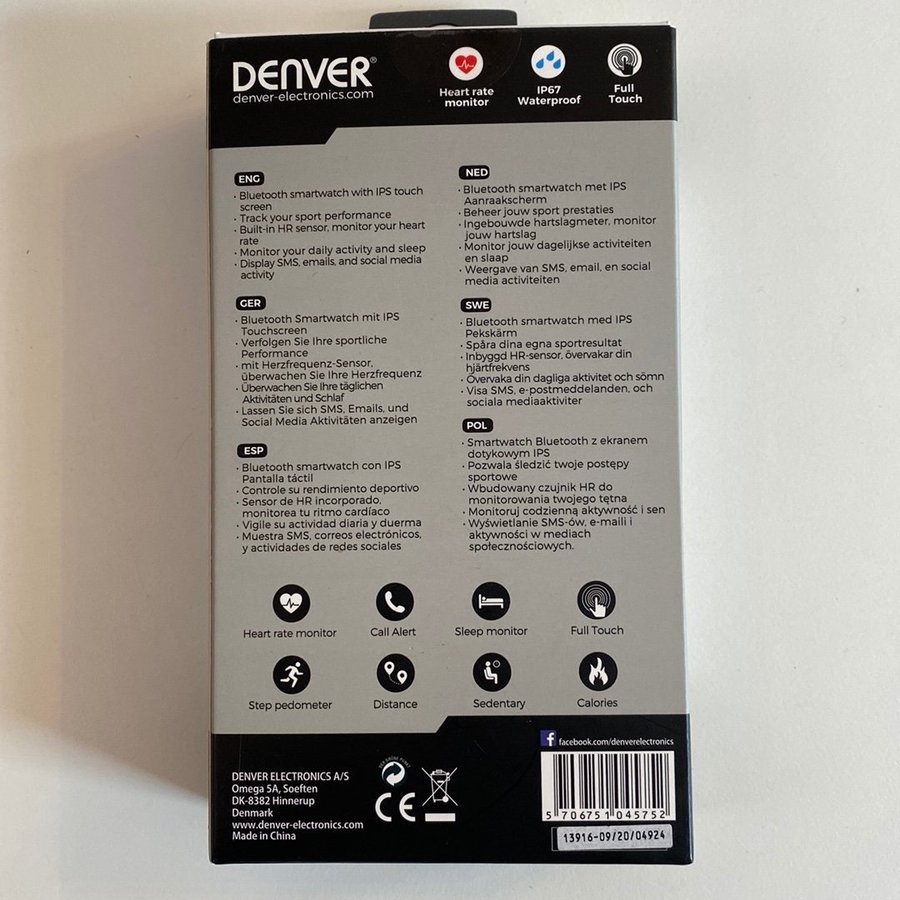 DENVER®
denver-electronics.com
Heart rate
monitor
IP67
Waterproof
Full
Touch
ENG
· Bluetooth smartwatch with IPS touch
screen
· Track your sport performance
· Built-in HR sensor, monitor your heart
rate
· Monitor your daily activity and sleep
· Display SMS, emails, and social media
activity
GER
· Bluetooth Smartwatch mit IPS
Touchscreen
· Verfolgen Sie Ihre sportliche
Performance
· mit Herzfrequenz-Sensor,
überwachen Sie Ihre Herzfrequenz
· Überwachen Sie Ihre täglichen
Aktivitäten und Schlaf
· Lassen Sie sich SMS, Emails, und
Social Media Aktivitäten anzeigen
ESP
· Bluetooth smartwatch con IPS
Pantalla táctil
· Controle su rendimiento deportivo
· Sensor de HR incorporado,
monitorea tu ritmo cardíaco
· Vigile su actividad diaria y duerma
· Muestra SMS, correos electrónicos,
y actividades de redes sociales
NED
· Bluetooth smartwatch met IPS
Aanraakscherm
· Beheer jouw sport prestaties
· Ingebouwde hartslagmeter, monitor
jouw hartslag
· Monitor jouw dagelijkse activiteiten
en slaap
· Weergave van SMS, email, en social
media activiteiten
SWE
· Bluetooth smartwatch med IPS
Pekskärm
· Spåra dina egna sportresultat
· Inbyggd HR-sensor, övervakar din
hjärtfrekvens
· Övervaka din dagliga aktivitet och sömn
· Visa SMS, e-postmeddelanden, och
sociala mediaaktiviter
POL
· Smartwatch Bluetooth z ekranem
dotykowym IPS
· Pozwala śledzić twoje postępy
sportowe
· Wbudowany czujnik HR do
monitorowania twojego tętna
· Monitoruj codzienną aktywność i sen
· Wyświetlanie SMS-ów, e-maili i
aktywności w mediach
społecznościowych.
Heart rate monitor
Call Alert
Sleep monitor
Full Touch
Step pedometer
Distance
Sedentary
Calories
f facebook.com/denverelectronics
DENVER ELECTRONICS A/S
Omega 5A, Soeften
DK-8382 Hinnerup
Denmark
www.denver-electronics.com
Made in China
DER GRÜNE PUNKT
CE
5 706751 045752
13916-09/20/04924